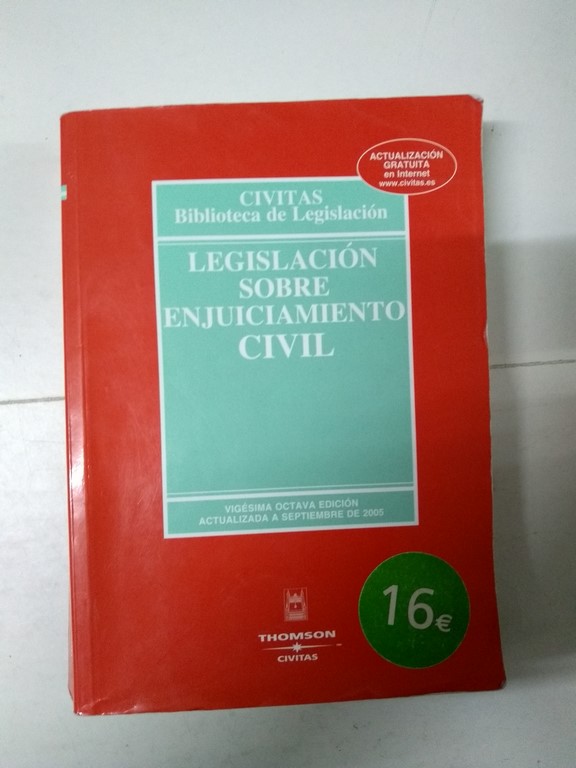 ACTUALIZACIÓN
GRATUITA
en Internet
www.civitas.es
CIVITAS
Biblioteca de Legislación
LEGISLACIÓN
SOBRE
ENJUICIAMIENTO
CIVIL
VIGÉSIMA OCTAVA EDICIÓN
ACTUALIZADA A SEPTIEMBRE DE 2005
16€
THOMSON
CIVITAS